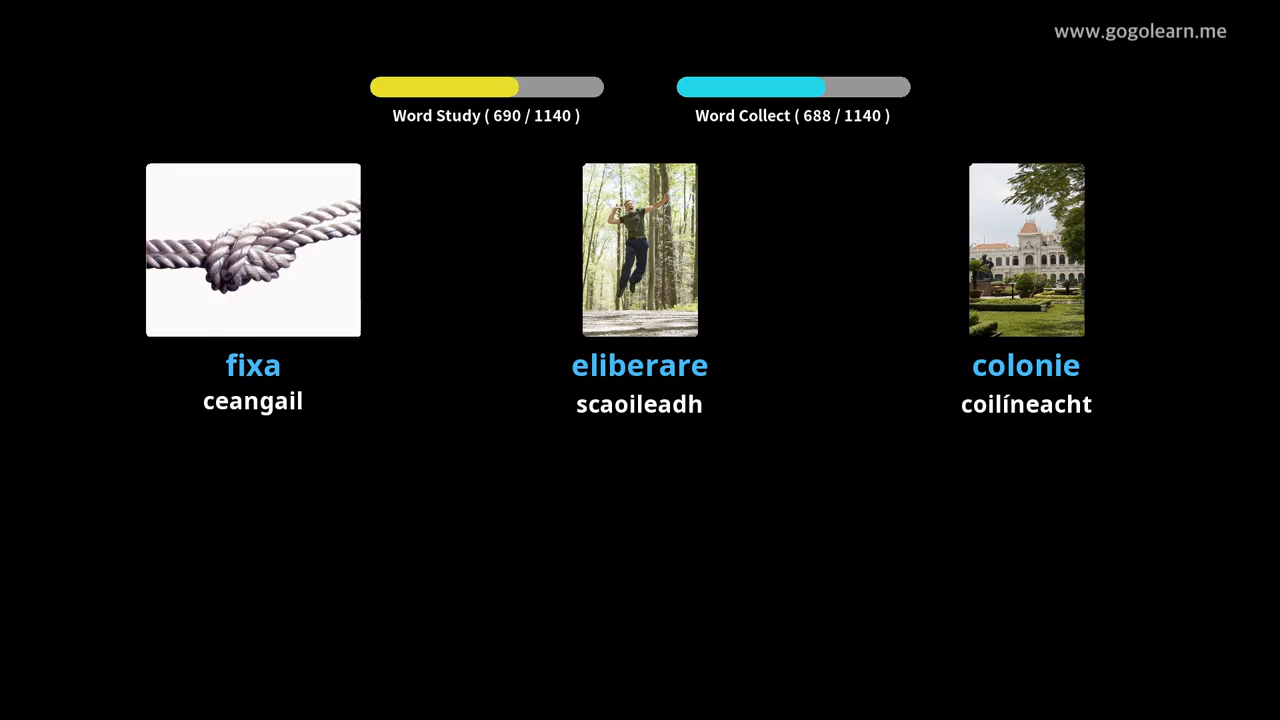 www.gogolearn.me
Word Study ( 690 / 1140 )
Word Collect ( 688 / 1140 )
fixa
ceangail
eliberare
scaoileadh
colonie
coilíneacht